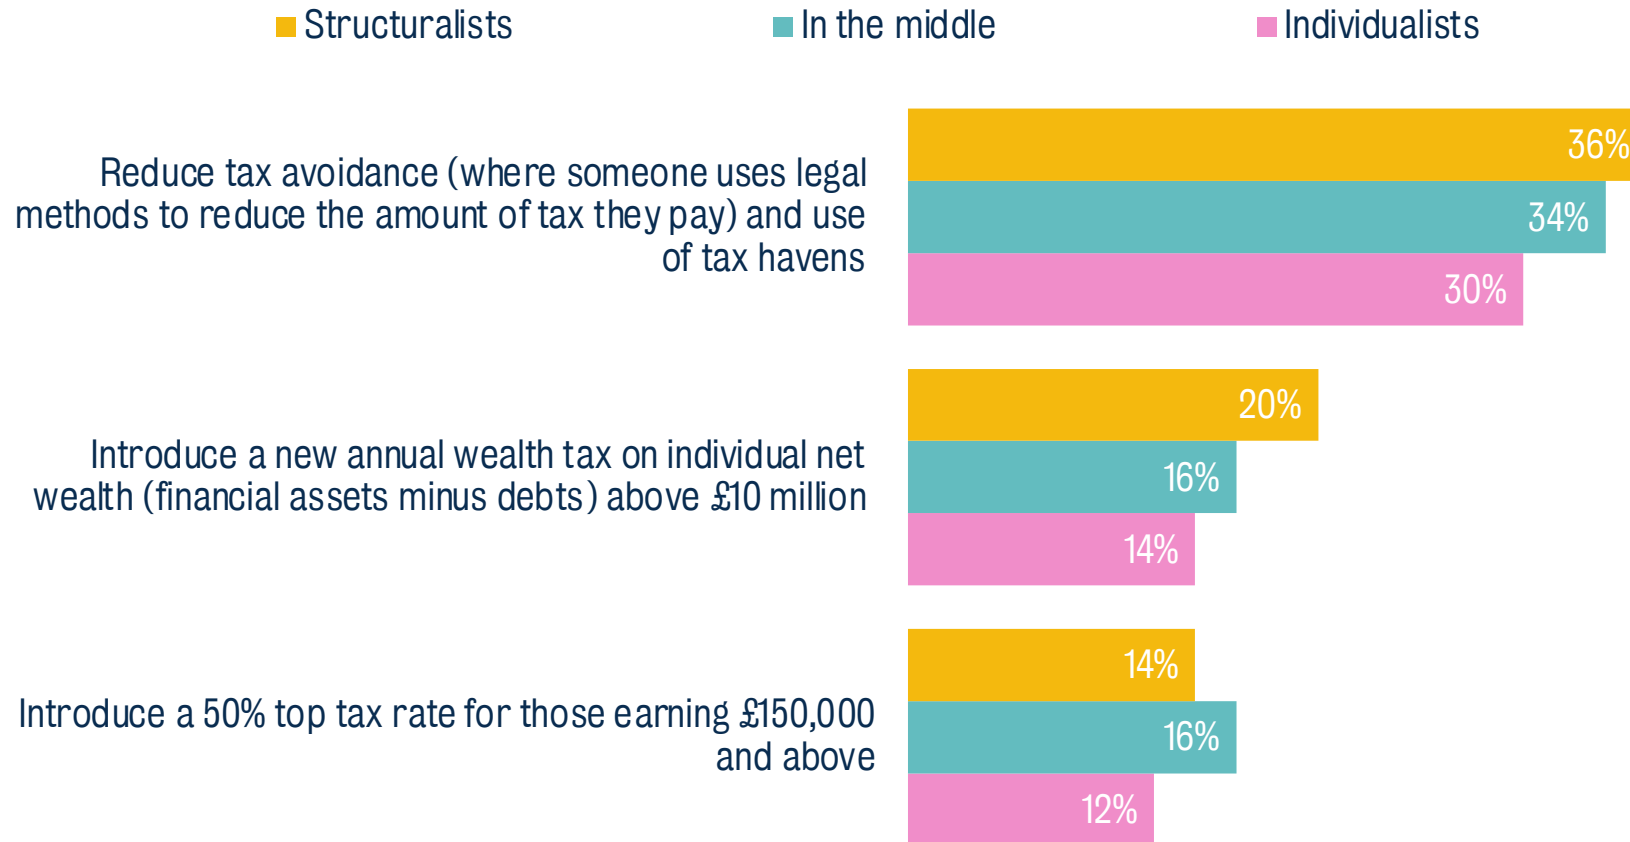 Structuralists
In the middle
Individualists
Reduce tax avoidance (where someone uses legal
methods to reduce the amount of tax they pay) and use
of tax havens
36%
34%
30%
Introduce a new annual wealth tax on individual net
wealth (financial assets minus debts) above £10 million
20%
16%
14%
Introduce a 50% top tax rate for those earning £150,000
and above
14%
16%
12%